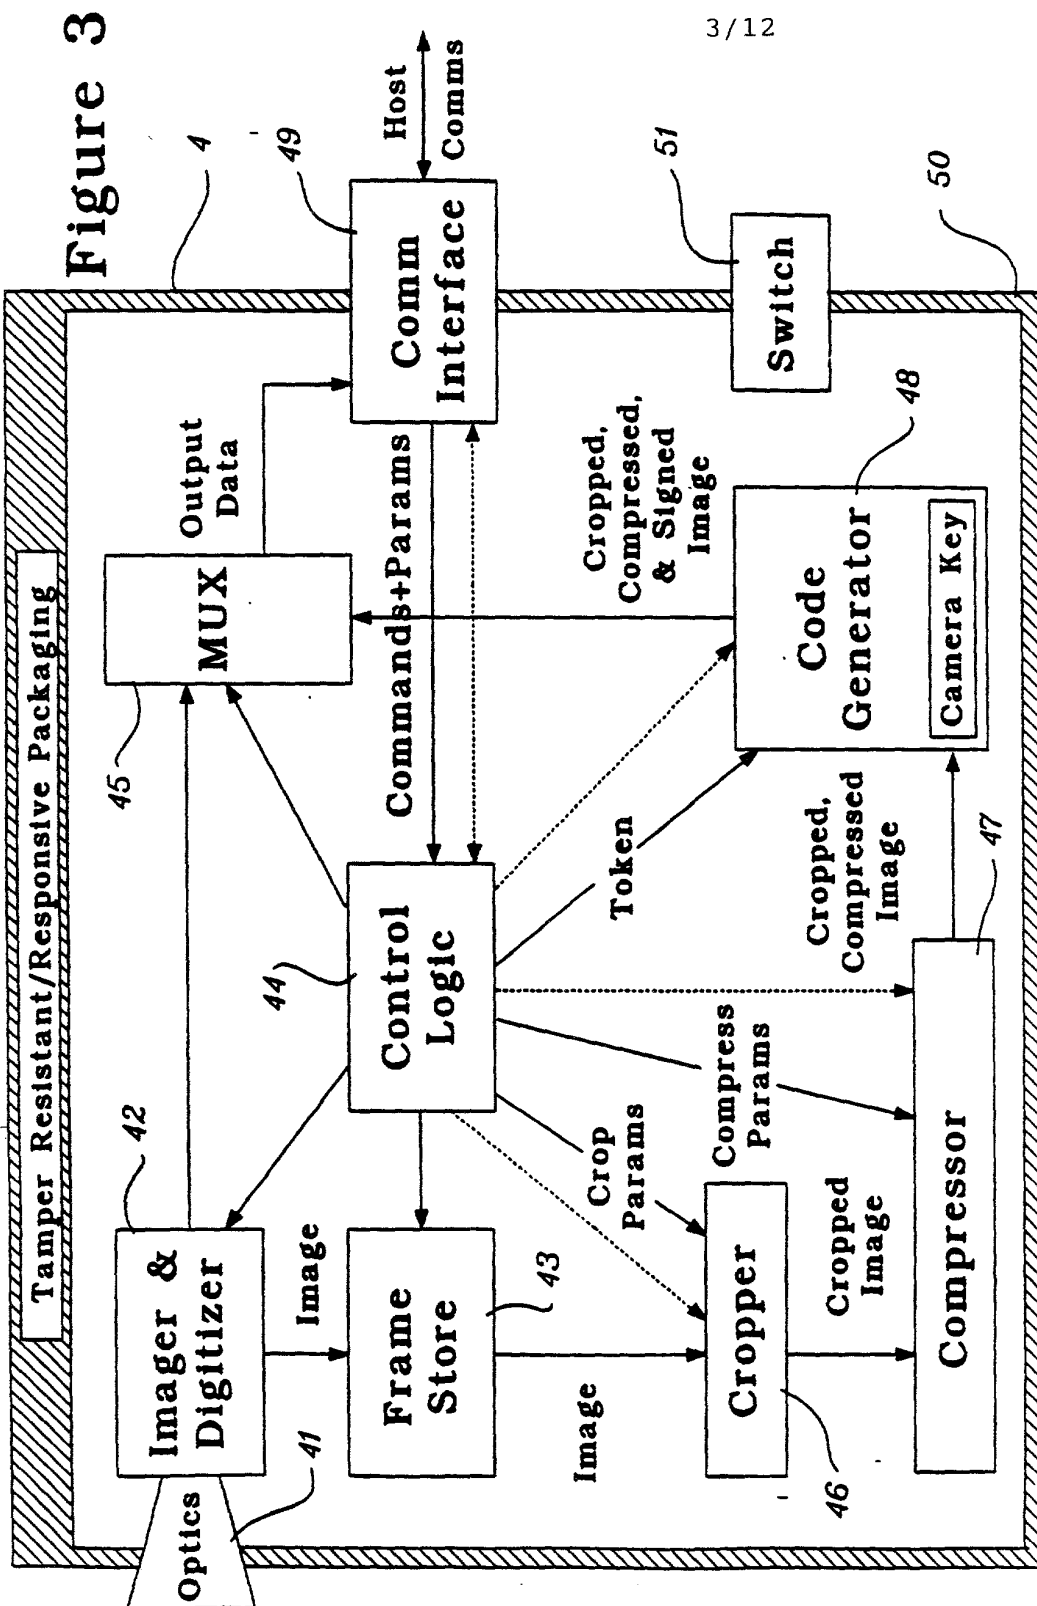 3/12
Figure 3
Tamper Resistant/Responsive Packaging
4
49
Host
Comms
Comm
Interface
51
Switch
50
Output
Data
MUX
45
Commands+Params
Cropped,
Compressed,
& Signed
Image
48
Code
Generator
Camera Key
44
Control
Logic
Token
Cropped,
Compressed
Image
47
42
Imager &
Digitizer
Image
Frame
Store
43
Crop
Params
Compress
Params
Optics
41
Image
Cropper
46
Cropped
Image
Compressor